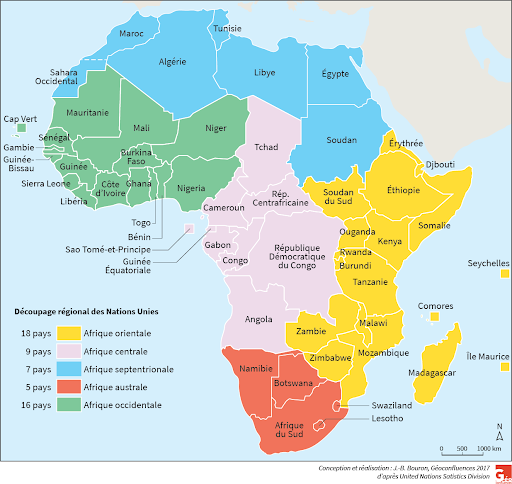 Tunisie
Maroc
Algérie
Libye
Égypte
Sahara
Occidental
Mauritanie
Cap Vert
Mali
Niger
Tchad
Soudan
Érythrée
Djibouti
Sénégal
Gambie
Guinée-
Bissau
Guinée
Burkina
Faso
Sierra Leone
Côte
d'Ivoire
Ghana
Nigeria
Libéria
Soudan
du Sud
Éthiopie
Somalie
Rép.
Centrafricaine
Cameroun
Togo
Bénin
Sao Tomé-et-Principe
Guinée
Équatoriale
Gabon
Congo
République
Démocratique
du Congo
Ouganda
Kenya
Rwanda
Burundi
Tanzanie
Seychelles
Comores
Angola
Zambie
Malawi
Mozambique
Zimbabwe
Madagascar
Île Maurice
Namibie
Botswana
Swaziland
Lesotho
Afrique
du Sud
Découpage régional des Nations Unies
18 pays Afrique orientale
9 pays Afrique centrale
7 pays Afrique septentrionale
5 pays Afrique australe
16 pays Afrique occidentale
N
0 500 1000 km
Conception et réalisation : J.-B. Bouron, Géoconfluences 2017
d'après United Nations Statistics Division